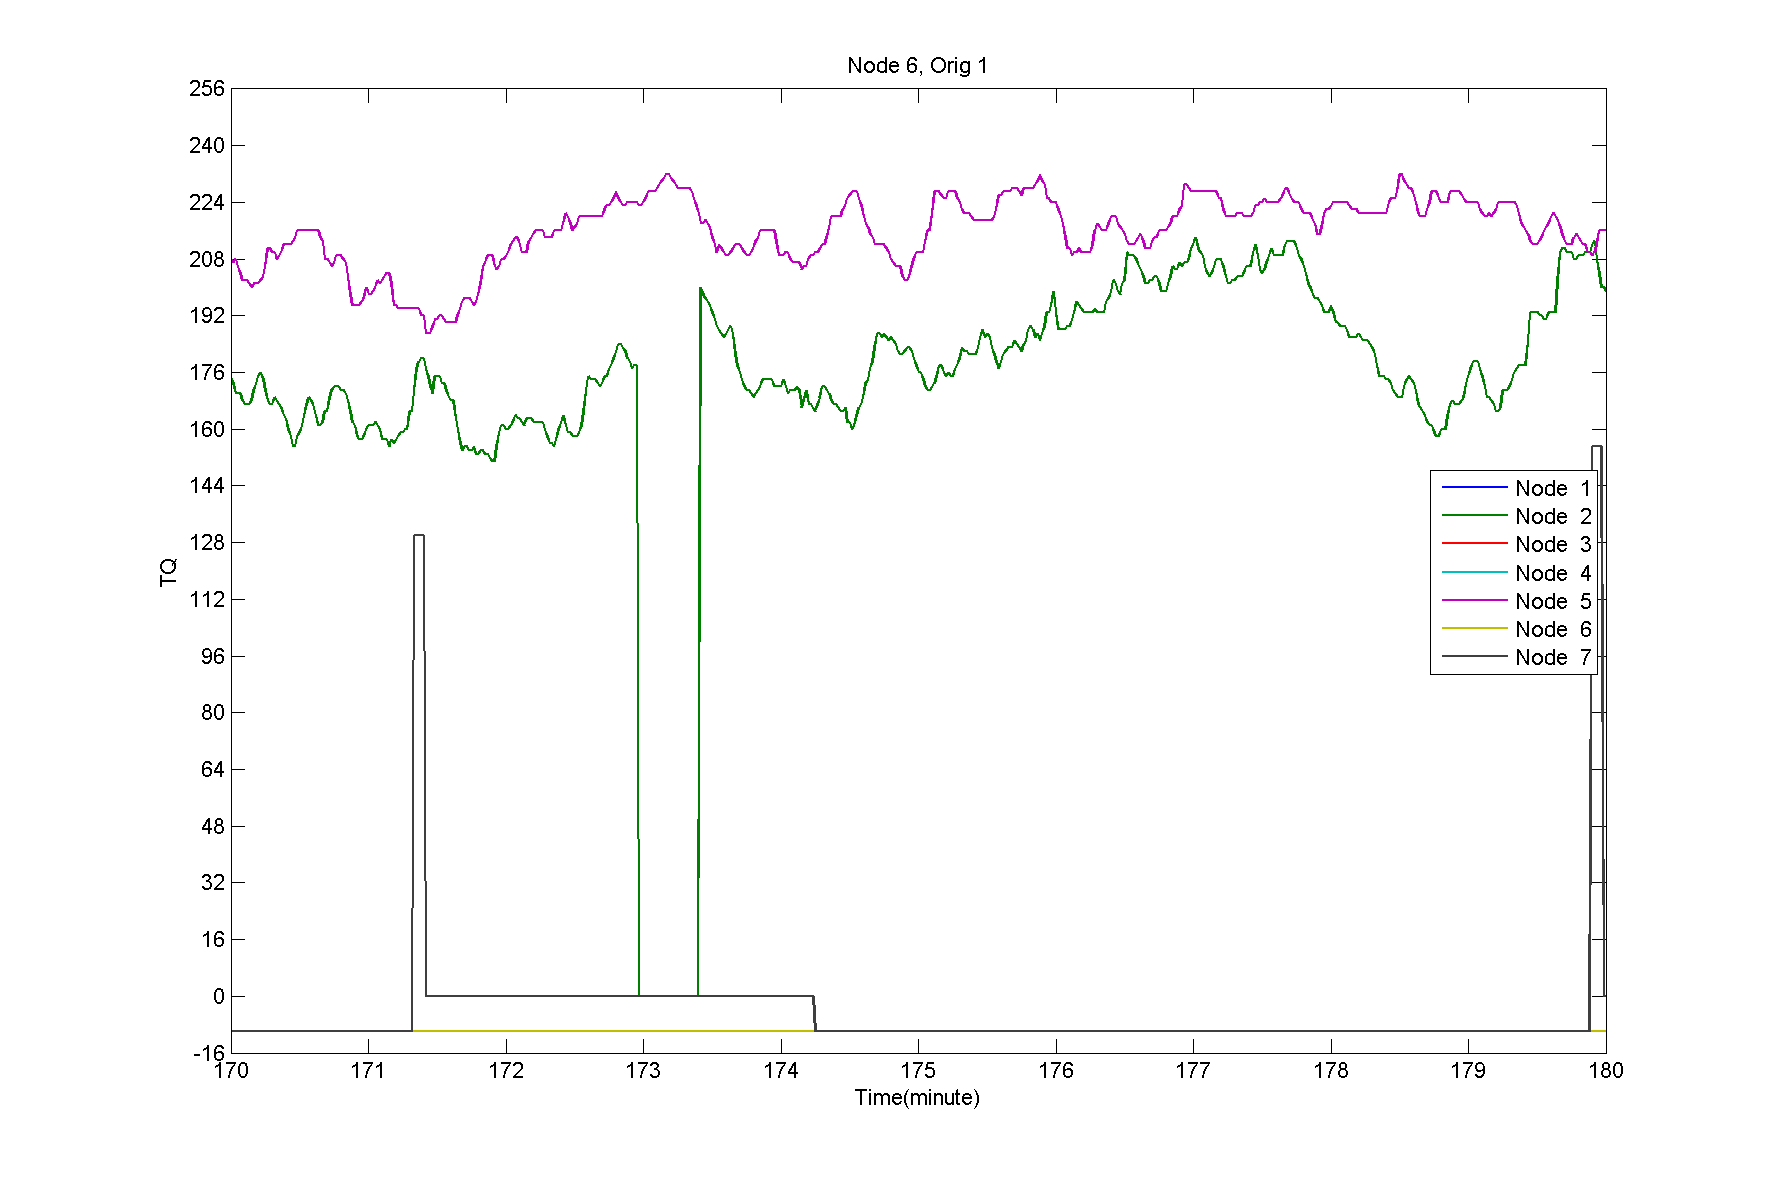 Node 6, Orig 1
256
240
224
208
192
176
160
144
128
112
96
80
64
48
32
16
0
-16
TQ
Node 1
Node 2
Node 3
Node 4
Node 5
Node 6
Node 7
170 171 172 173 174 175 176 177 178 179 180
Time(minute)